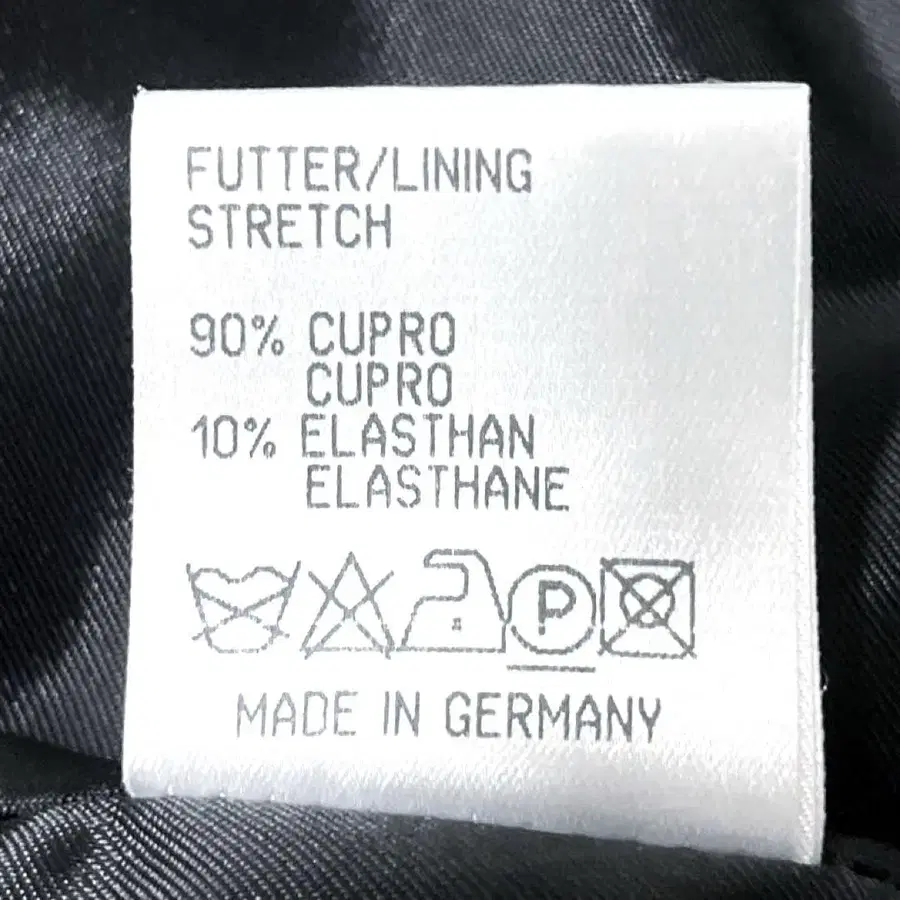 FUTTER/LINING
STRETCH
90% CUPRO
CUPRO
10% ELASTHAN
ELASTHANE
P
MADE IN GERMANY